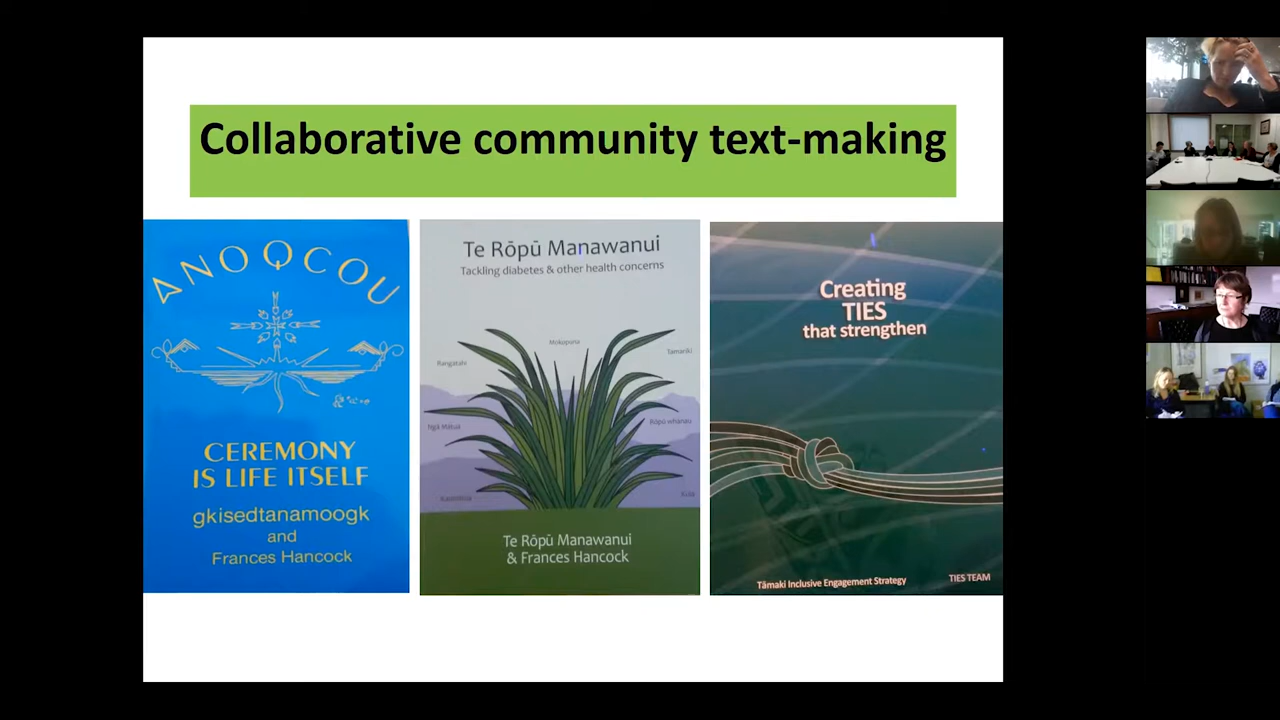 Collaborative community text-making
ANOQCOU
CEREMONY
IS LIFE ITSELF
gkisedtanamoogk
and
Frances Hancock
Te Rōpū Manawanui
Tackling diabetes & other health concerns
Mokopuna
Rangatahi
Tamariki
Ngā Mātua
Rōpū whānau
Kaumātua
Kuia
Te Rōpū Manawanui
& Frances Hancock
Creating
TIES
that strengthen
Tāmaki Inclusive Engagement Strategy
TIES TEAM